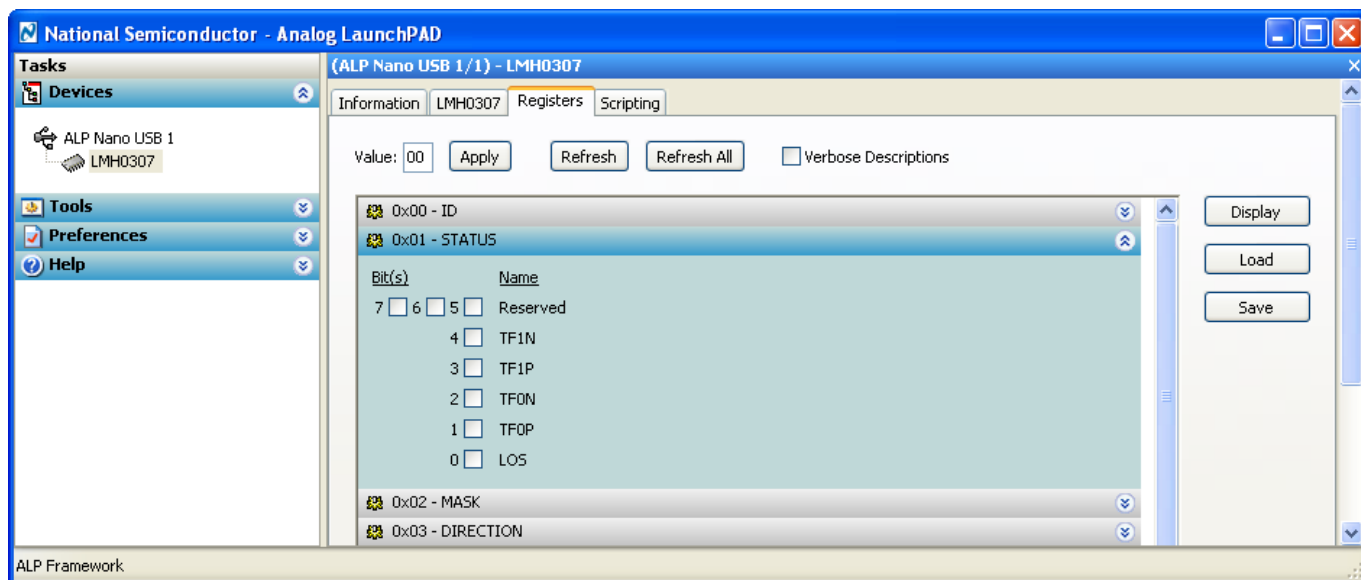 National Semiconductor - Analog LaunchPAD
Tasks
(ALP Nano USB 1/1) - LMH0307
Devices
Information LMH0307 Registers Scripting
ALP Nano USB 1
LMH0307
Value: 00 Apply Refresh Refresh All Verbose Descriptions
Tools
Preferences
Help
0x00 - ID
0x01 - STATUS
Bit(s) Name
7 6 5 Reserved
4 TF1N
3 TF1P
2 TF0N
1 TF0P
0 LOS
0x02 - MASK
0x03 - DIRECTION
Display
Load
Save
ALP Framework